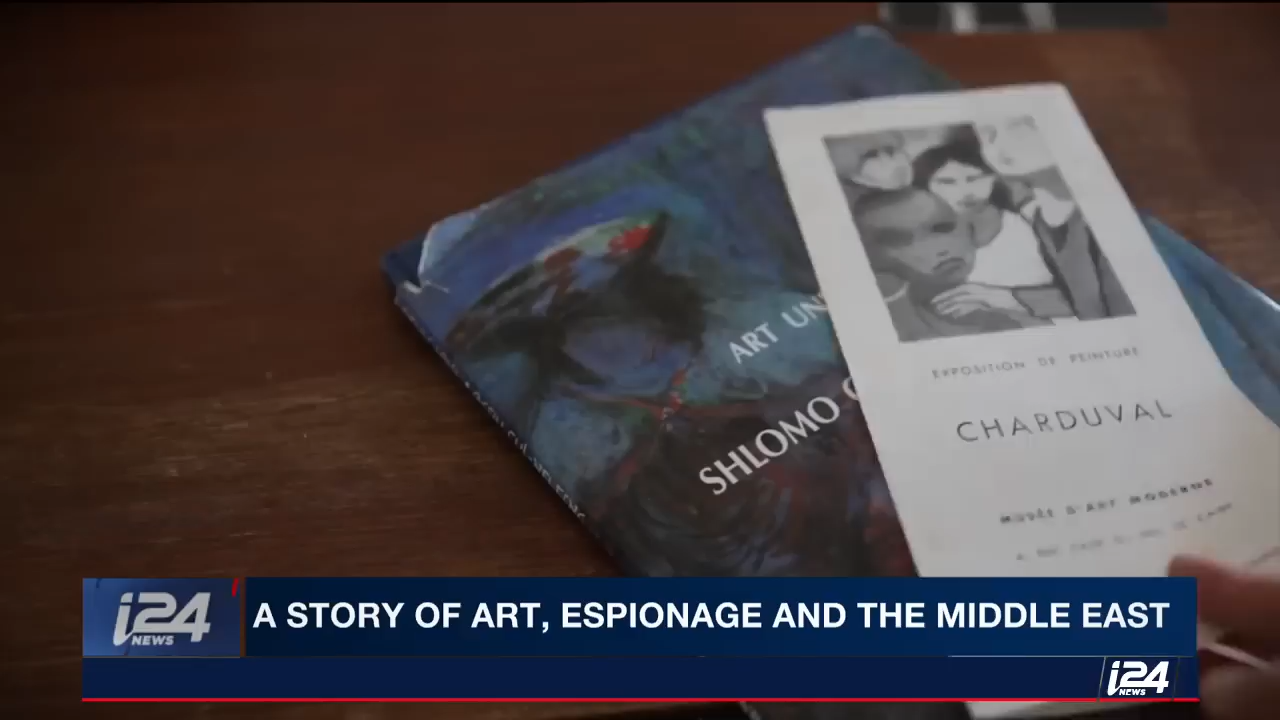 ART UN
SHLOMO
EXPOSITION DE PEINTURE
CHARDUVAL
MUSÉE D'ART MODERNE
i24
NEWS
A STORY OF ART, ESPIONAGE AND THE MIDDLE EAST
i24
NEWS